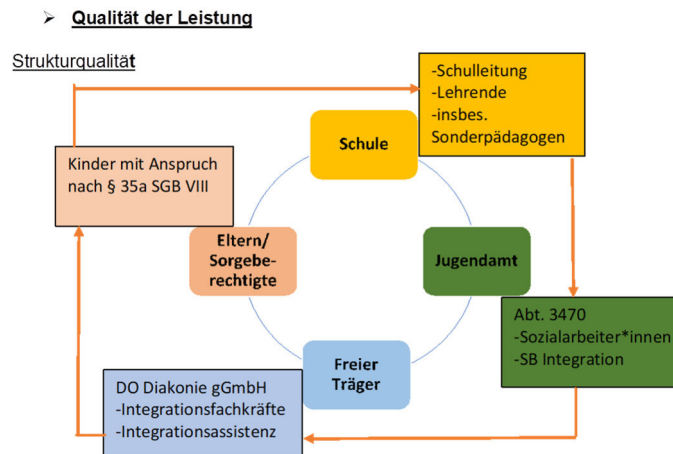 ➢ Qualität der Leistung
Strukturqualität
-Schulleitung
-Lehrende
-insbes.
Sonderpädagogen
Schule
Kinder mit Anspruch
nach § 35a SGB VIII
Eltern/
Sorgebe-
rechtigte
Jugendamt
Abt. 3470
-Sozialarbeiter*innen
-SB Integration
Freier
Träger
DO Diakonie gGmbH
-Integrationsfachkräfte
-Integrationsassistenz